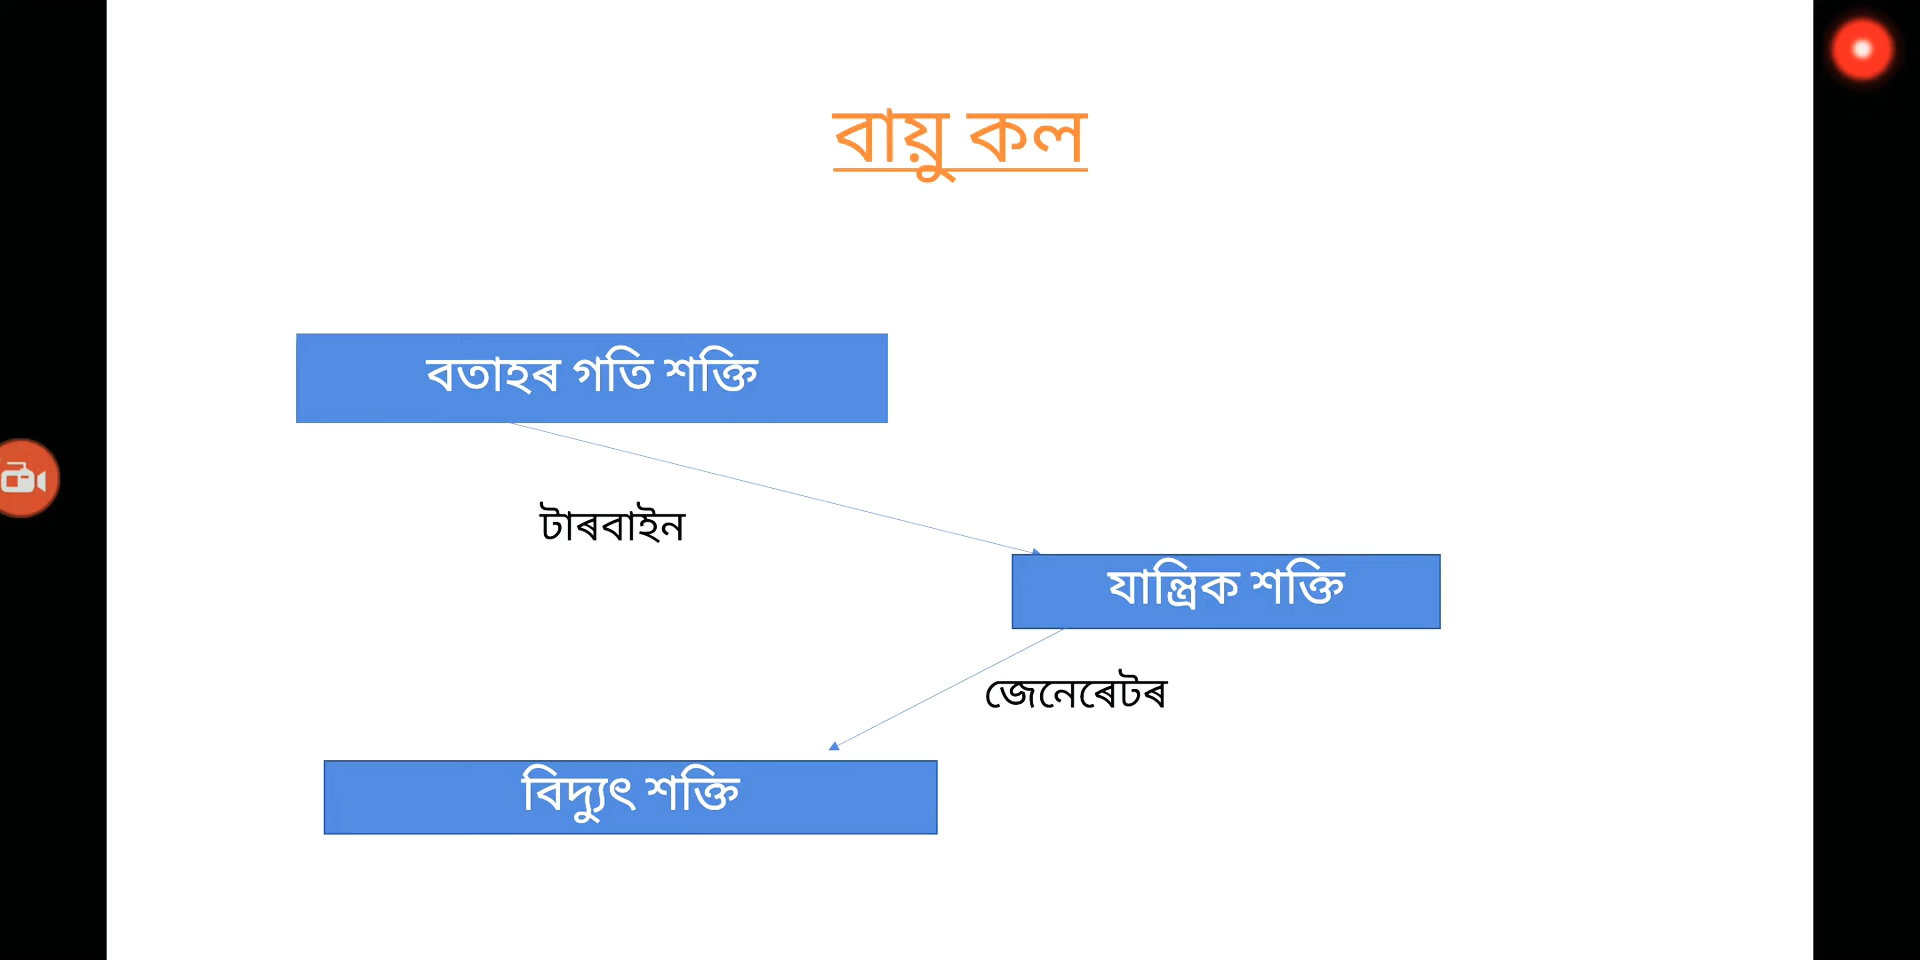 বায়ু কল
বতাহৰ গতি শক্তি
টাৰবাইন
যান্ত্ৰিক শক্তি
জেনেৰেটৰ
বিদ্যুৎ শক্তি